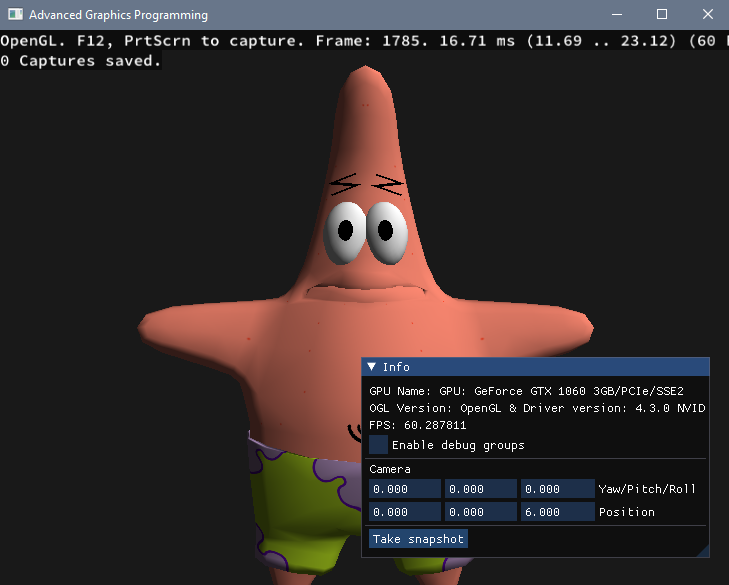 Advanced Graphics Programming
OpenGL. F12, PrtScrn to capture. Frame: 1785. 16.71 ms (11.69 .. 23.12) (60
0 Captures saved.
Info
GPU Name: GPU: GeForce GTX 1060 3GB/PCIe/SSE2
OGL Version: OpenGL & Driver version: 4.3.0 NVID
FPS: 60.287811
Enable debug groups
Camera
0.000 0.000 0.000 Yaw/Pitch/Roll
0.000 0.000 6.000 Position
Take snapshot